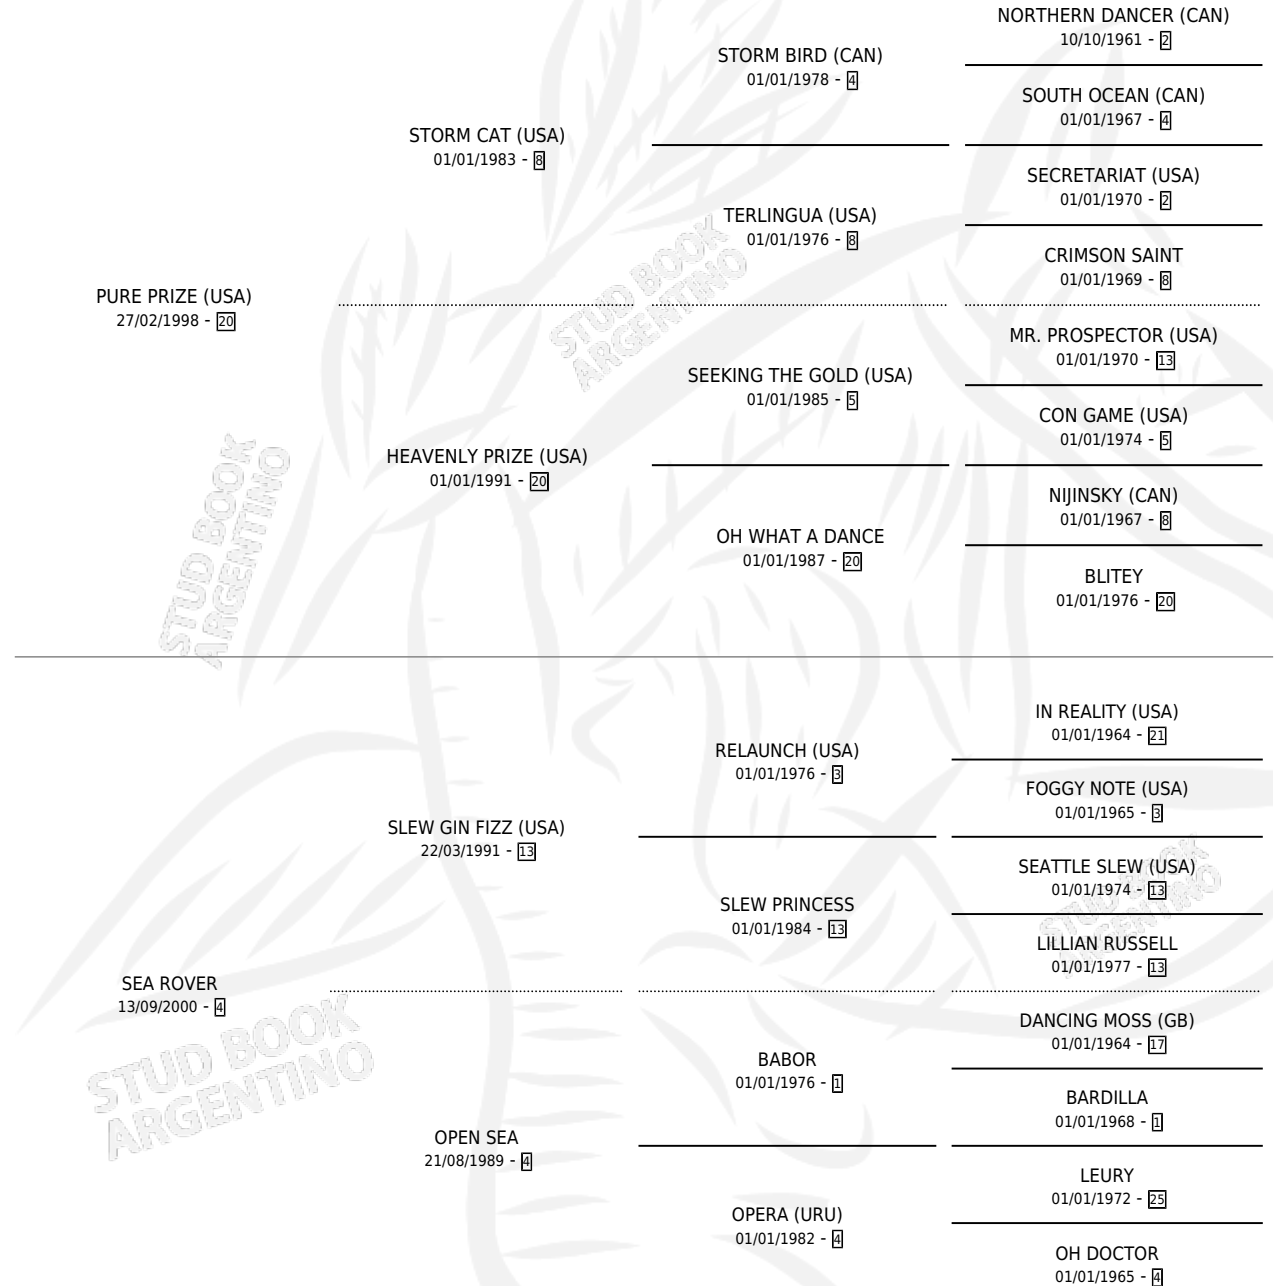 NORTHERN DANCER (CAN)
10/10/1961 - 2
STORM BIRD (CAN)
01/01/1978 - 4
SOUTH OCEAN (CAN)
01/01/1967 - 4
STORM CAT (USA)
01/01/1983 - 8
SECRETARIAT (USA)
01/01/1970 - 2
TERLINGUA (USA)
01/01/1976 - 8
CRIMSON SAINT
01/01/1969 - 8
PURE PRIZE (USA)
27/02/1998 - 20
STUD BOOK
ARGENTINO
MR. PROSPECTOR (USA)
01/01/1970 - 13
SEEKING THE GOLD (USA)
01/01/1985 - 5
CON GAME (USA)
01/01/1974 - 5
HEAVENLY PRIZE (USA)
01/01/1991 - 20
NIJINSKY (CAN)
01/01/1967 - 8
OH WHAT A DANCE
01/01/1987 - 20
BLITEY
01/01/1976 - 20
STUD BOOK
ARGENTINO
IN REALITY (USA)
01/01/1964 - 21
RELAUNCH (USA)
01/01/1976 - 3
FOGGY NOTE (USA)
01/01/1965 - 3
SLEW GIN FIZZ (USA)
22/03/1991 - 13
SEATTLE SLEW (USA)
01/01/1974 - 13
SLEW PRINCESS
01/01/1984 - 13
STUD BOOK
ARGENTINO
LILLIAN RUSSELL
01/01/1977 - 13
SEA ROVER
13/09/2000 - 4
DANCING MOSS (GB)
01/01/1964 - 17
BABOR
01/01/1976 - 1
STUD BOOK
ARGENTINO
BARDILLA
01/01/1968 - 1
OPEN SEA
21/08/1989 - 4
LEURY
01/01/1972 - 25
OPERA (URU)
01/01/1982 - 4
OH DOCTOR
01/01/1965 - 4